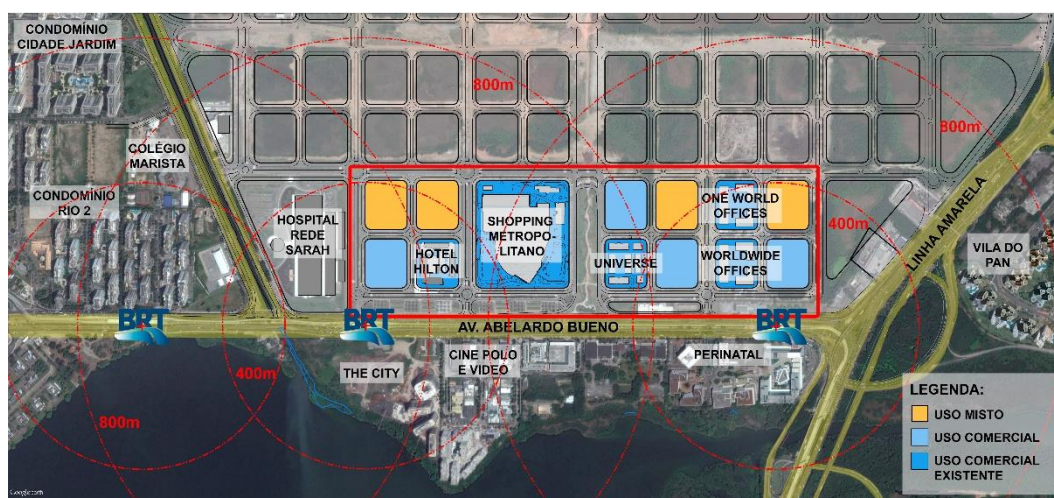 CONDOMÍNIO
CIDADE JARDIM
800m
800m
COLÉGIO
MARISTA
CONDOMÍNIO
RIO 2
HOSPITAL
REDE
SARAH
HOTEL
HILTON
SHOPPING
METROPO-
LITANO
UNIVERSE
ONE WORLD
OFFICES
WORLDWIDE
OFFICES
400m
LINHA AMARELA
VILA DO
PAN
BRT
BRT
BRT
AV. ABELARDO BUENO
400m
THE CITY
CINE POLO
E VIDEO
PERINATAL
800m
LEGENDA:
USO MISTO
USO COMERCIAL
USO COMERCIAL
EXISTENTE
Google earth